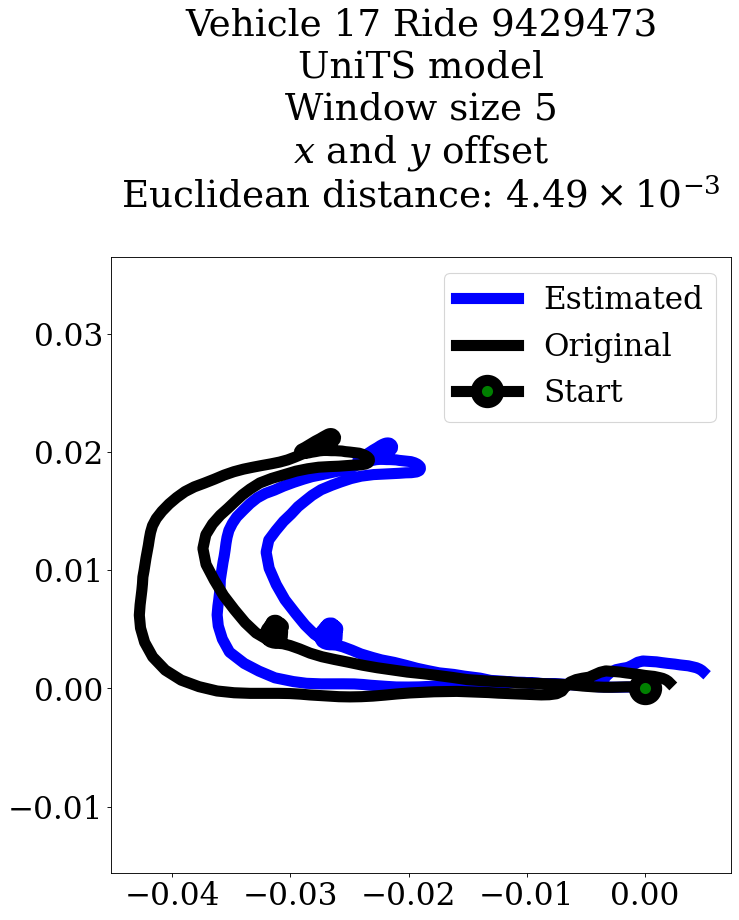 Vehicle 17 Ride 9429473
UniTS model
Window size 5
x and y offset
Euclidean distance: 4.49 × 10⁻³
Estimated
Original
Start
0.03
0.02
0.01
0.00
−0.01
−0.04 −0.03 −0.02 −0.01 0.00